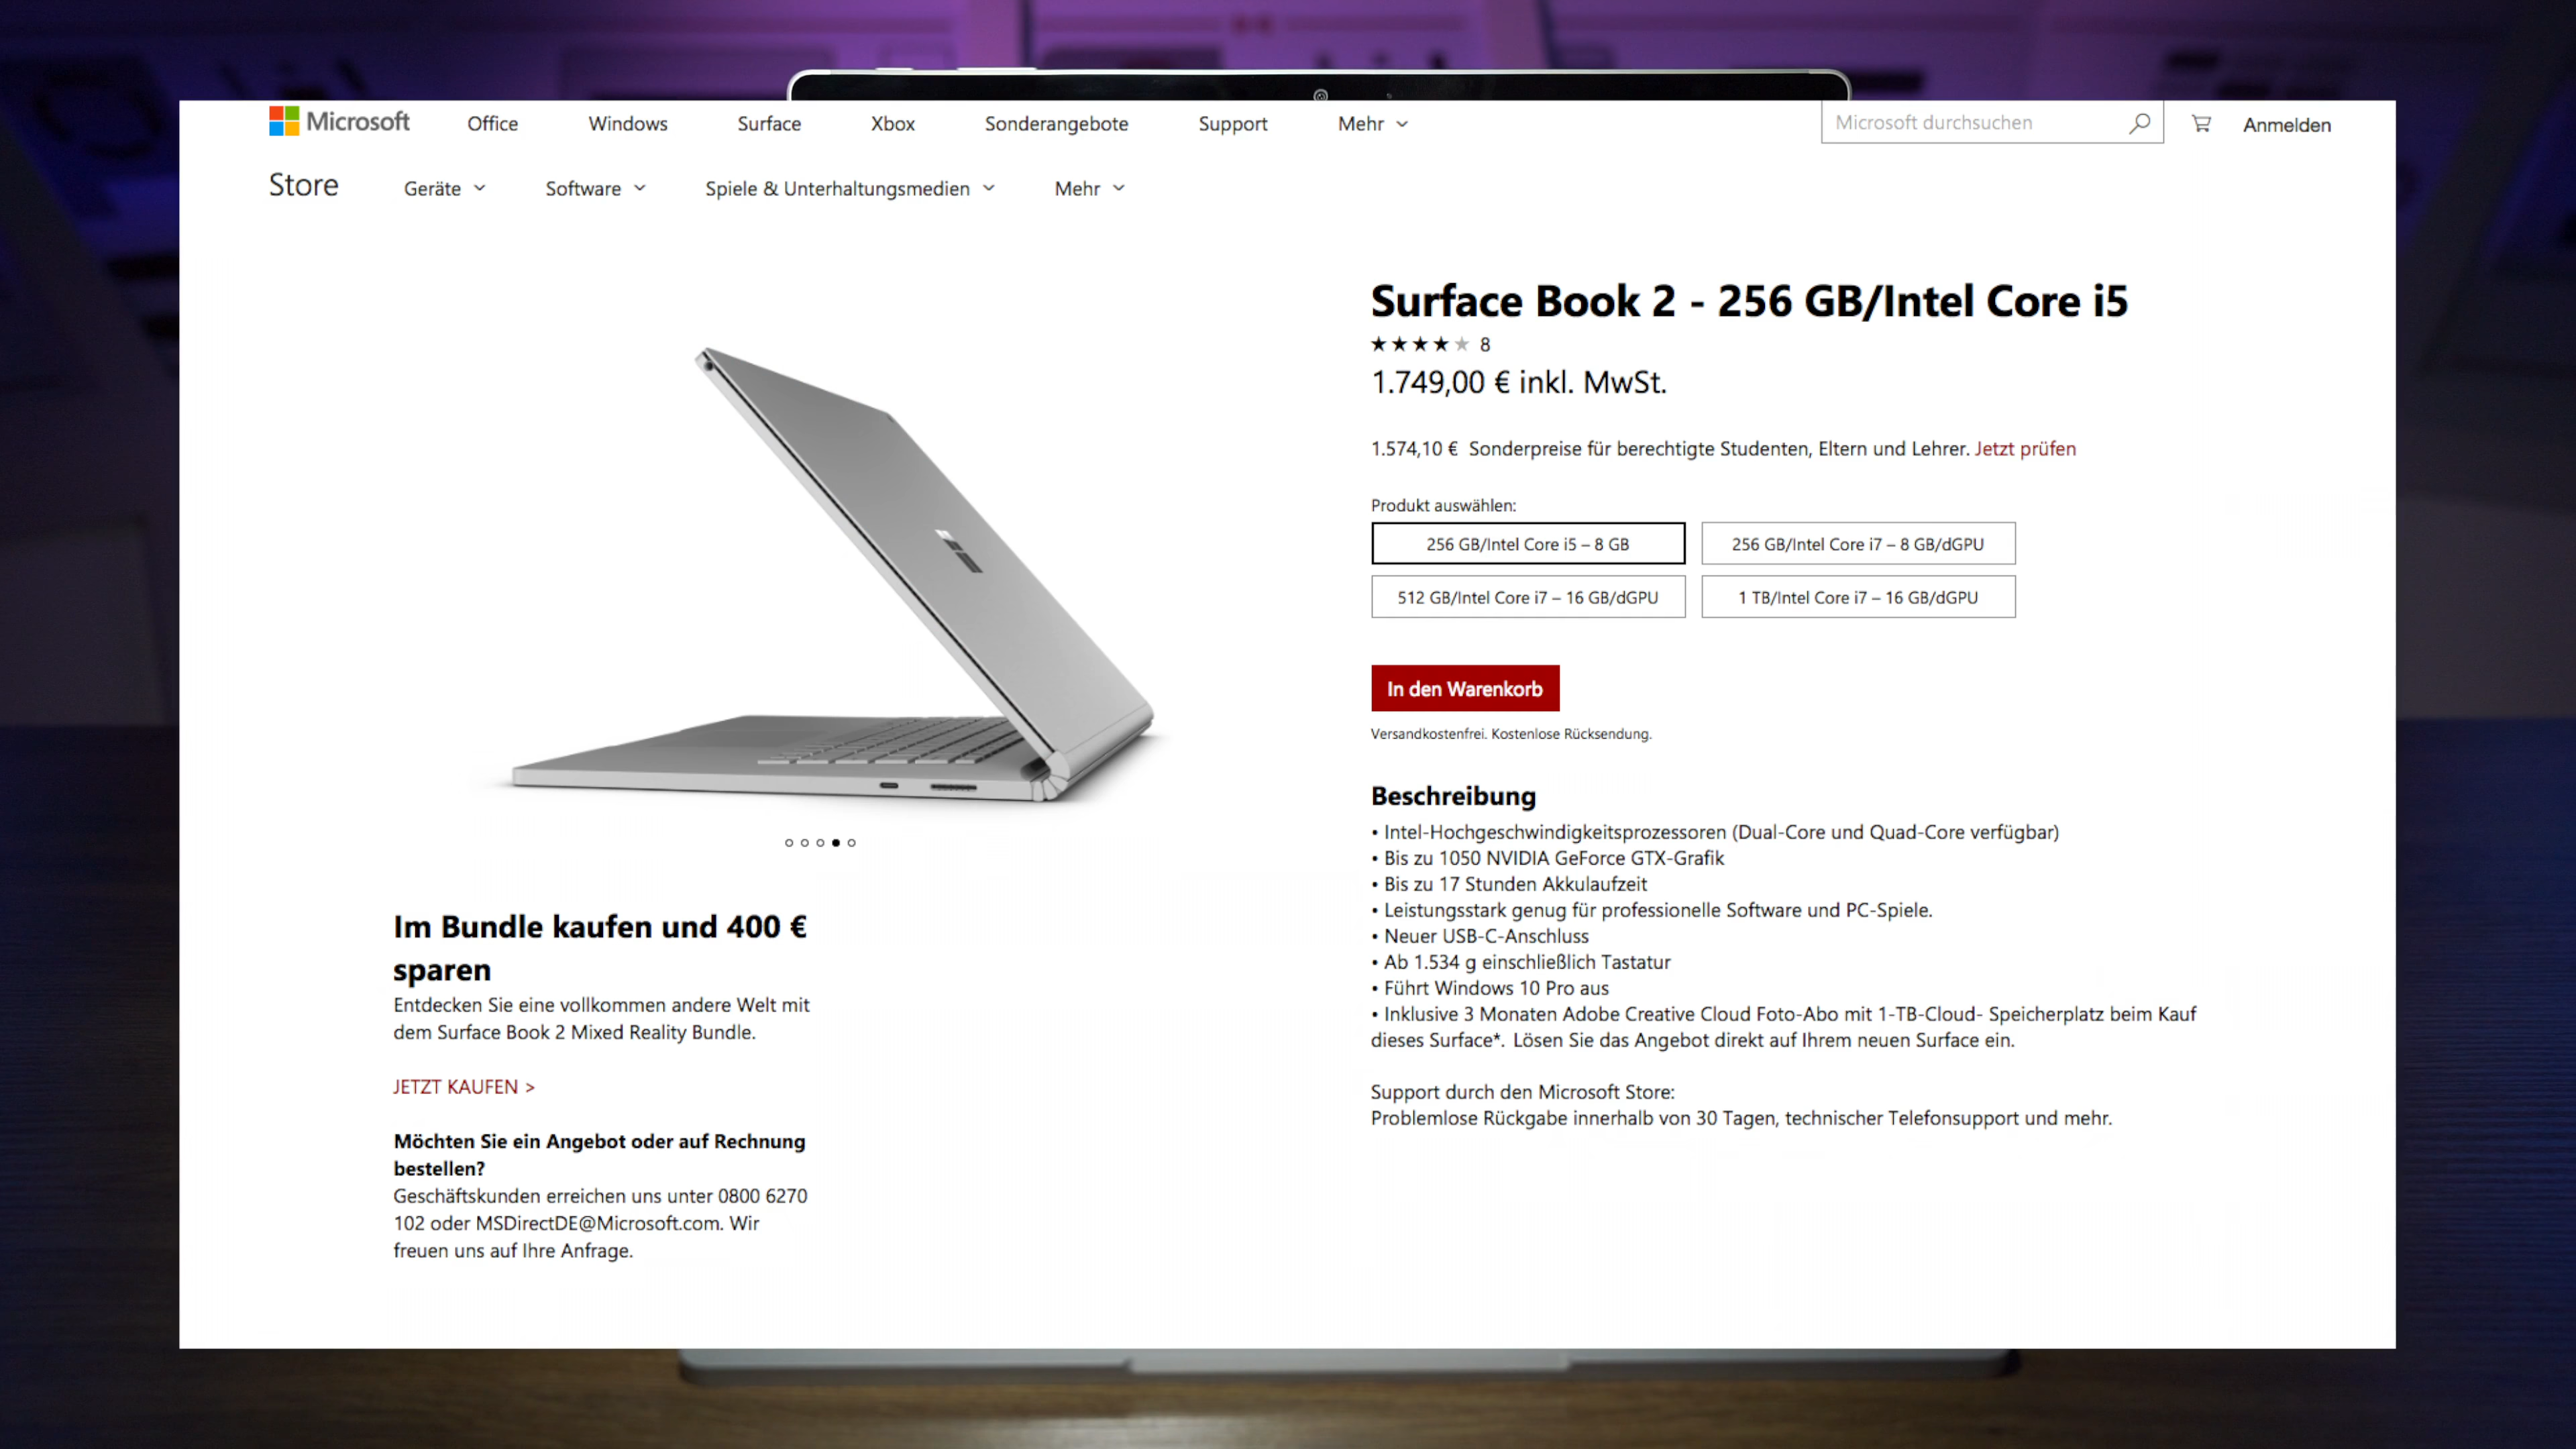 Microsoft Office Windows Surface Xbox Sonderangebote Support Mehr Microsoft durchsuchen Anmelden
Store Geräte Software Spiele & Unterhaltungsmedien Mehr
Surface Book 2 - 256 GB/Intel Core i5
8
1.749,00 € inkl. MwSt.
1.574,10 € Sonderpreise für berechtigte Studenten, Eltern und Lehrer. Jetzt prüfen
Produkt auswählen:
256 GB/Intel Core i5 – 8 GB 256 GB/Intel Core i7 – 8 GB/dGPU
512 GB/Intel Core i7 – 16 GB/dGPU 1 TB/Intel Core i7 – 16 GB/dGPU
In den Warenkorb
Versandkostenfrei. Kostenlose Rücksendung.
Beschreibung
• Intel-Hochgeschwindigkeitsprozessoren (Dual-Core und Quad-Core verfügbar)
• Bis zu 1050 NVIDIA GeForce GTX-Grafik
• Bis zu 17 Stunden Akkulaufzeit
• Leistungsstark genug für professionelle Software und PC-Spiele.
• Neuer USB-C-Anschluss
• Ab 1.534 g einschließlich Tastatur
• Führt Windows 10 Pro aus
• Inklusive 3 Monaten Adobe Creative Cloud Foto-Abo mit 1-TB-Cloud- Speicherplatz beim Kauf
dieses Surface*. Lösen Sie das Angebot direkt auf Ihrem neuen Surface ein.
Support durch den Microsoft Store:
Problemlose Rückgabe innerhalb von 30 Tagen, technischer Telefonsupport und mehr.
Im Bundle kaufen und 400 €
sparen
Entdecken Sie eine vollkommen andere Welt mit
dem Surface Book 2 Mixed Reality Bundle.
JETZT KAUFEN >
Möchten Sie ein Angebot oder auf Rechnung
bestellen?
Geschäftskunden erreichen uns unter 0800 6270
102 oder MSDirectDE@Microsoft.com. Wir
freuen uns auf Ihre Anfrage.